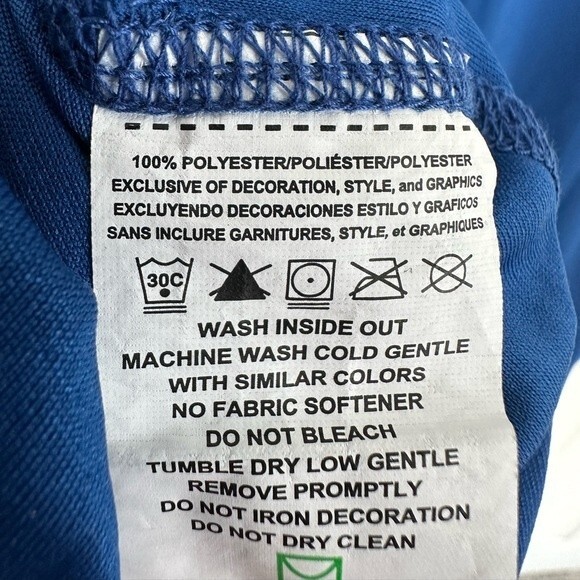 100% POLYESTER/POLIÉSTER/POLYESTER
EXCLUSIVE OF DECORATION, STYLE, and GRAPHICS
EXCLUYENDO DECORACIONES ESTILO Y GRAFICOS
SANS INCLURE GARNITURES, STYLE, et GRAPHIQUES
30C
WASH INSIDE OUT
MACHINE WASH COLD GENTLE
WITH SIMILAR COLORS
NO FABRIC SOFTENER
DO NOT BLEACH
TUMBLE DRY LOW GENTLE
REMOVE PROMPTLY
DO NOT IRON DECORATION
DO NOT DRY CLEAN